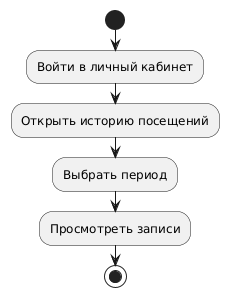 Войти в личный кабинет
Открыть историю посещений
Выбрать период
Просмотреть записи